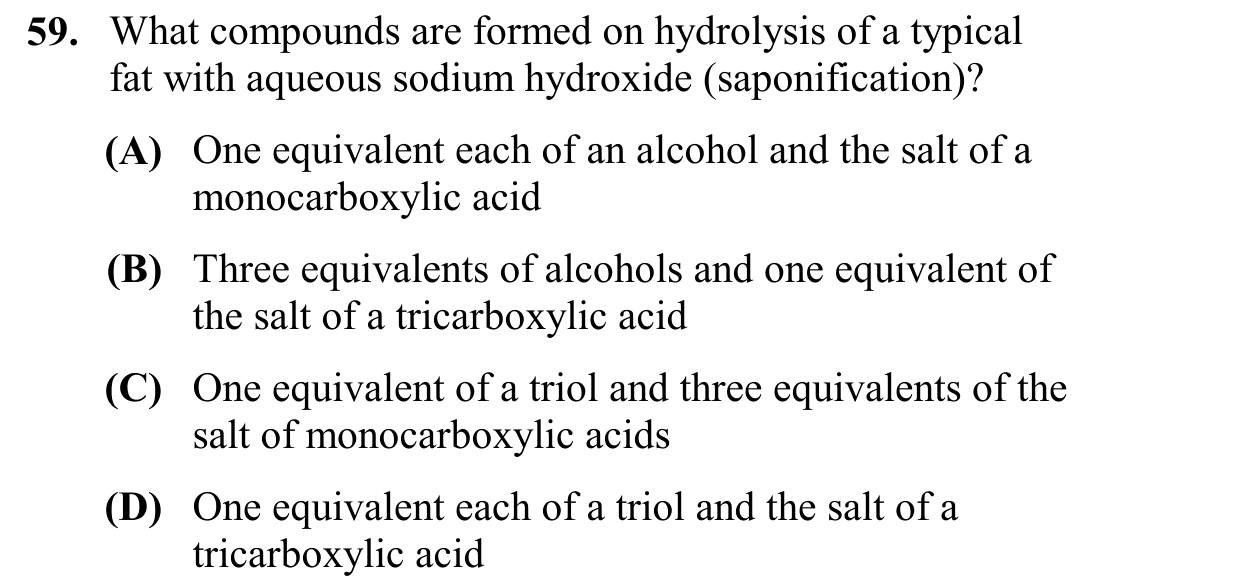 59. What compounds are formed on hydrolysis of a typical
fat with aqueous sodium hydroxide (saponification)?
(A) One equivalent each of an alcohol and the salt of a
monocarboxylic acid
(B) Three equivalents of alcohols and one equivalent of
the salt of a tricarboxylic acid
(C) One equivalent of a triol and three equivalents of the
salt of monocarboxylic acids
(D) One equivalent each of a triol and the salt of a
tricarboxylic acid